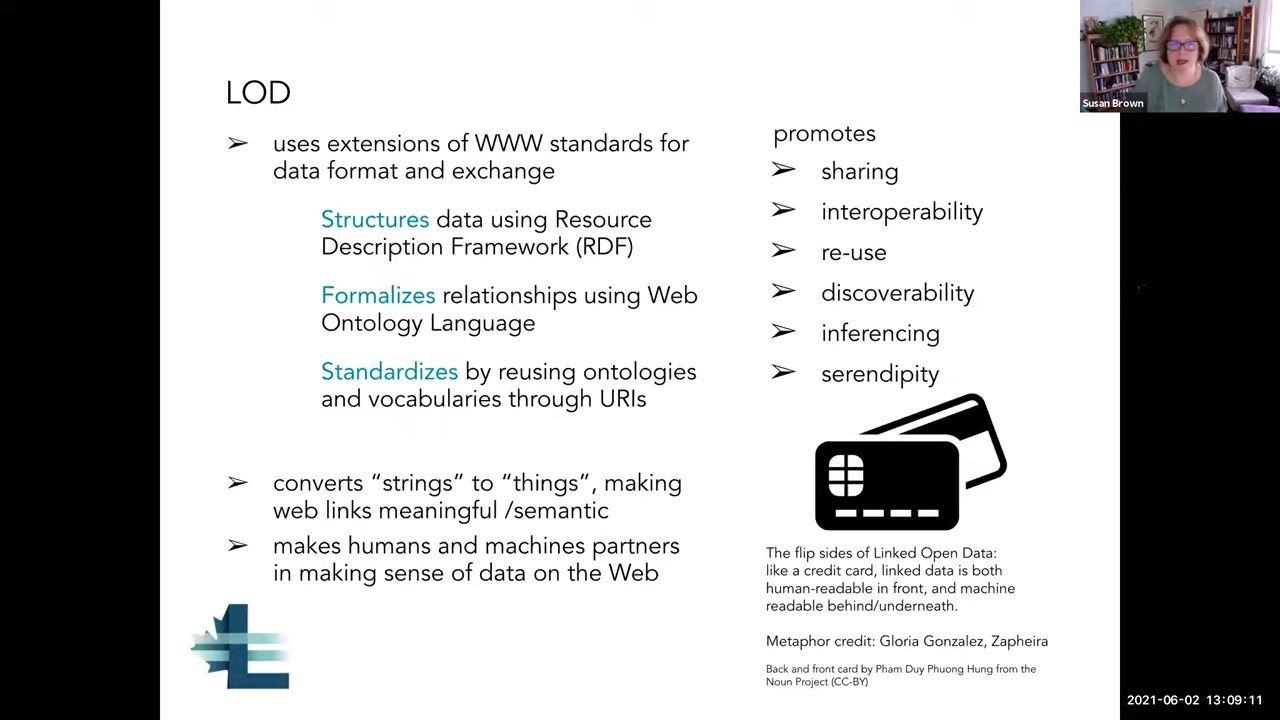 LOD
➢ uses extensions of WWW standards for
data format and exchange
Structures data using Resource
Description Framework (RDF)
Formalizes relationships using Web
Ontology Language
Standardizes by reusing ontologies
and vocabularies through URIs
➢ converts “strings” to “things”, making
web links meaningful /semantic
➢ makes humans and machines partners
in making sense of data on the Web
promotes
➢ sharing
➢ interoperability
➢ re-use
➢ discoverability
➢ inferencing
➢ serendipity
The flip sides of Linked Open Data:
like a credit card, linked data is both
human-readable in front, and machine
readable behind/underneath.
Metaphor credit: Gloria Gonzalez, Zapheira
Back and front card by Pham Duy Phuong Hung from the
Noun Project (CC-BY)
Susan Brown
2021-06-02 13:09:11